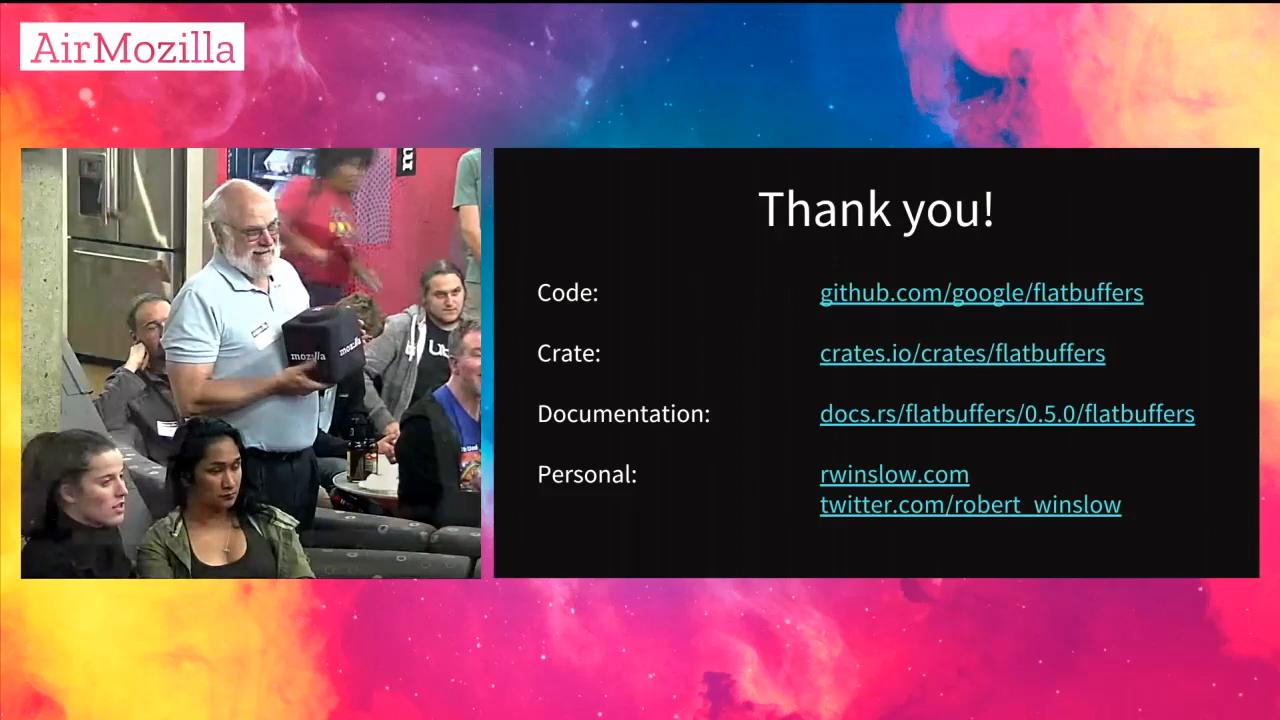 AirMozilla
mozilla
Thank you!
Code: github.com/google/flatbuffers
Crate: crates.io/crates/flatbuffers
Documentation: docs.rs/flatbuffers/0.5.0/flatbuffers
Personal: rwinslow.com
twitter.com/robert_winslow